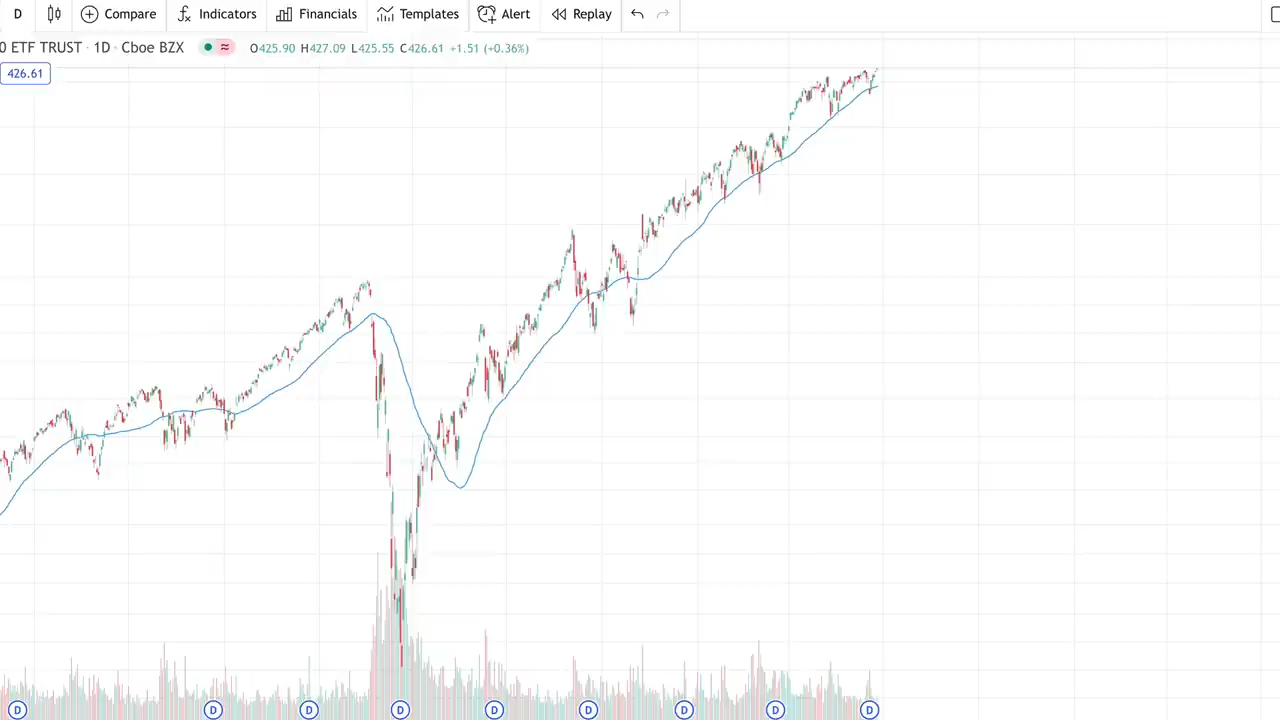 D Compare Indicators Financials Templates Alert Replay
0 ETF TRUST · 1D · Cboe BZX ≈ O425.90 H427.09 L425.55 C426.61 +1.51 (+0.36%)
426.61
D D D D D D D D D